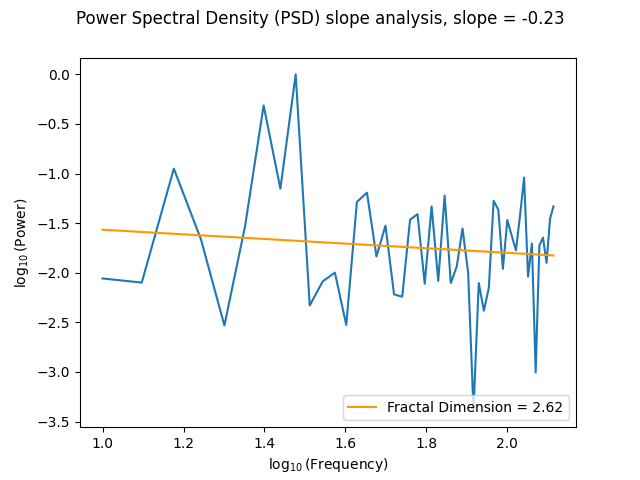 Power Spectral Density (PSD) slope analysis, slope = -0.23
log₁₀(Power)
0.0
−0.5
−1.0
−1.5
−2.0
−2.5
−3.0
−3.5
Fractal Dimension = 2.62
1.0 1.2 1.4 1.6 1.8 2.0
log₁₀(Frequency)